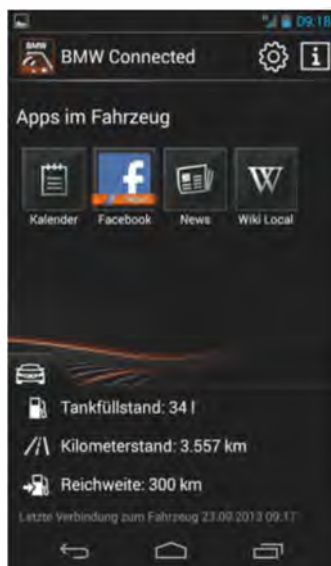 09:18
BMW
BMW Connected
Apps im Fahrzeug
Kalender
Facebook
News
Wiki Local
Tankfüllstand: 34 l
Kilometerstand: 3.557 km
Reichweite: 300 km
Letzte Verbindung zum Fahrzeug 23.09.2013 09:17